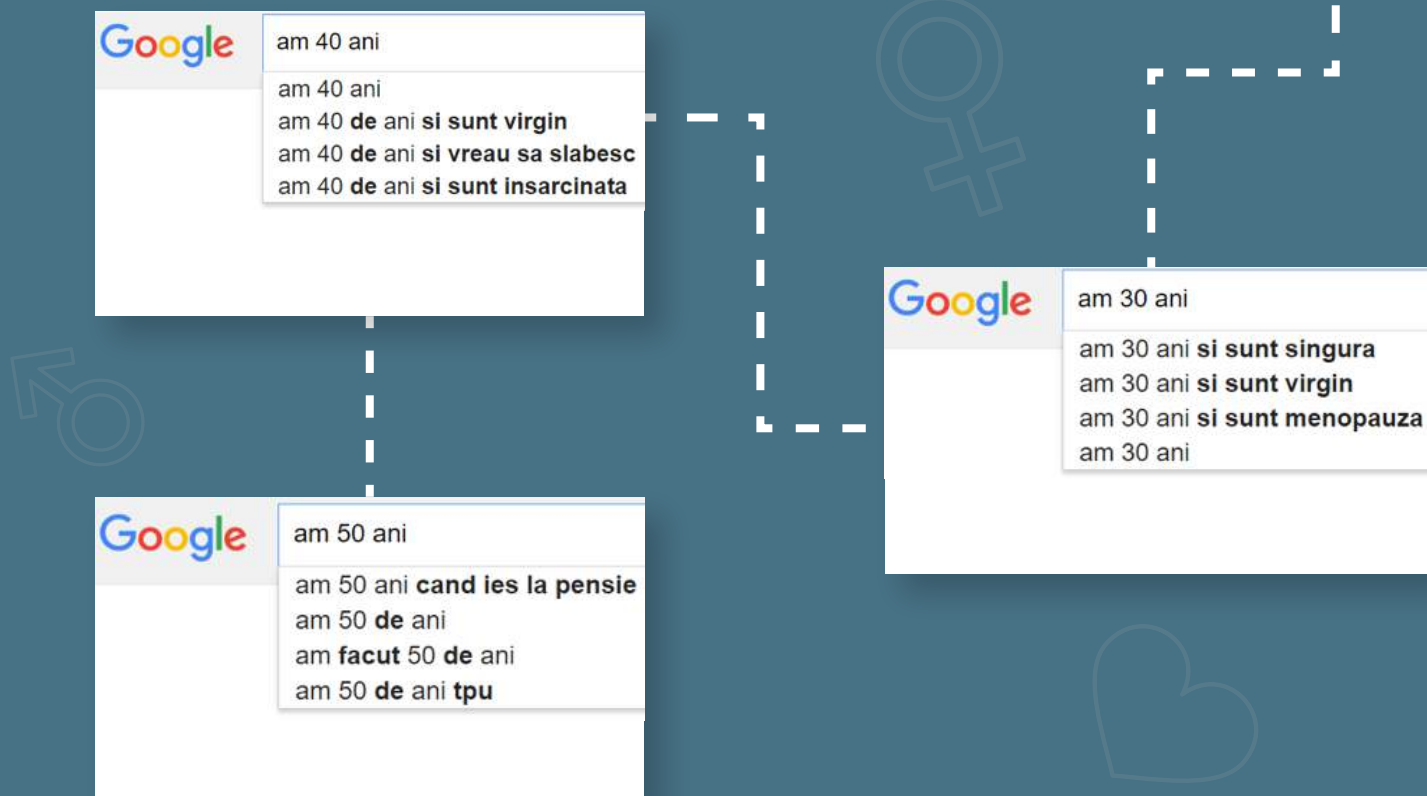 Google
am 40 ani
am 40 ani
am 40 de ani si sunt virgin
am 40 de ani si vreau sa slabesc
am 40 de ani si sunt insarcinata
Google
am 30 ani
am 30 ani si sunt singura
am 30 ani si sunt virgin
am 30 ani si sunt menopauza
am 30 ani
Google
am 50 ani
am 50 ani cand ies la pensie
am 50 de ani
am facut 50 de ani
am 50 de ani tpu